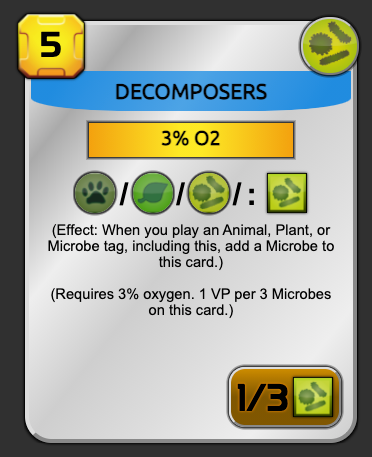 5
DECOMPOSERS
3% O2
/ / / :
(Effect: When you play an Animal, Plant, or
Microbe tag, including this, add a Microbe to
this card.)
(Requires 3% oxygen. 1 VP per 3 Microbes
on this card.)
1/3